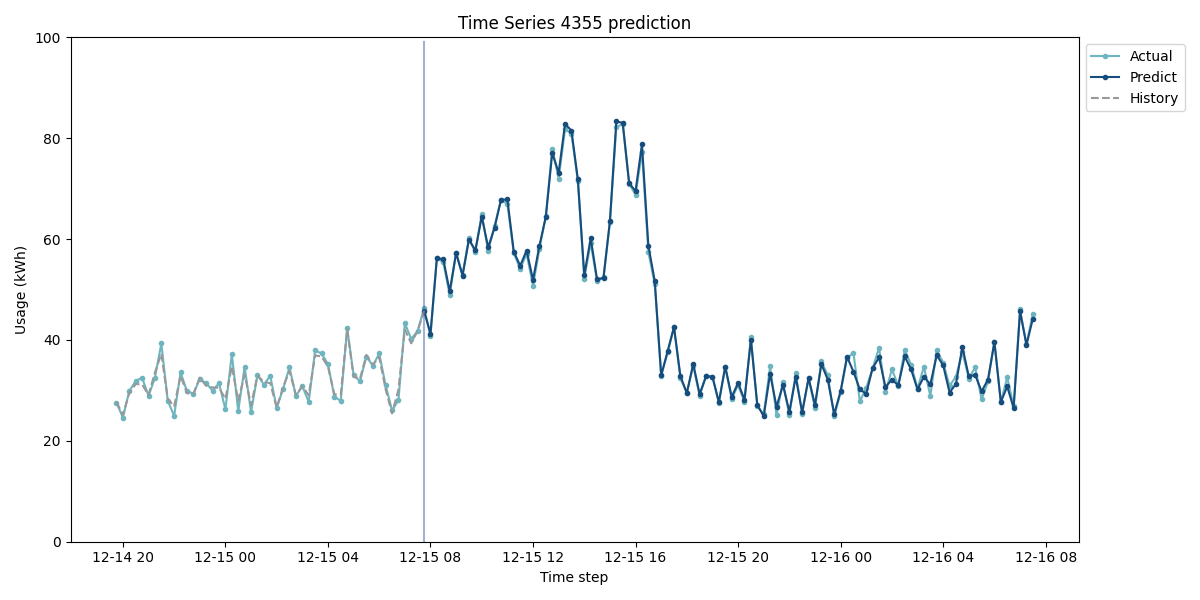 Time Series 4355 prediction
Actual
Predict
History
Usage (kWh)
100
80
60
40
20
0
12-14 20
12-15 00
12-15 04
12-15 08
12-15 12
12-15 16
12-15 20
12-16 00
12-16 04
12-16 08
Time step